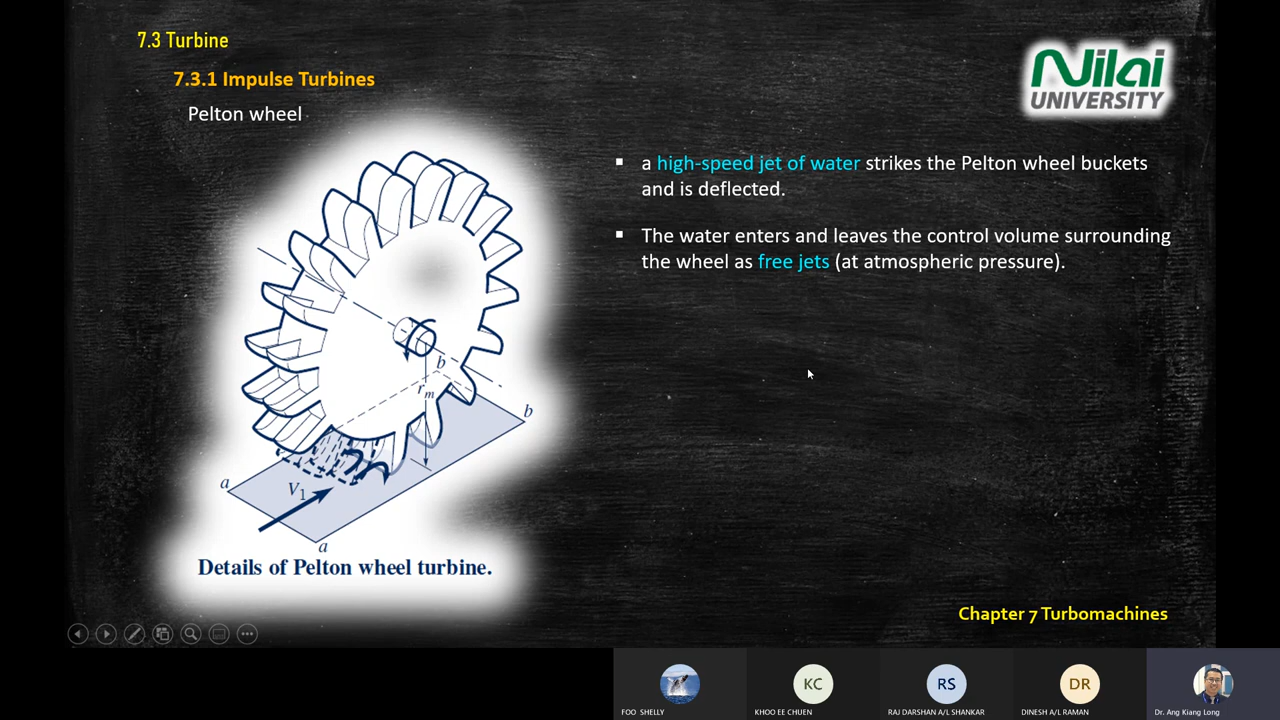 7.3 Turbine
7.3.1 Impulse Turbines
Pelton wheel
Nilai
UNIVERSITY
▪ a high-speed jet of water strikes the Pelton wheel buckets
and is deflected.
▪ The water enters and leaves the control volume surrounding
the wheel as free jets (at atmospheric pressure).
b
rm
b
a
V1
a
Details of Pelton wheel turbine.
Chapter 7 Turbomachines
KC
RS
DR
FOO SHELLY
KHOO EE CHUEN
RAJ DARSHAN A/L SHANKAR
DINESH A/L RAMAN
Dr. Ang Kiang Long